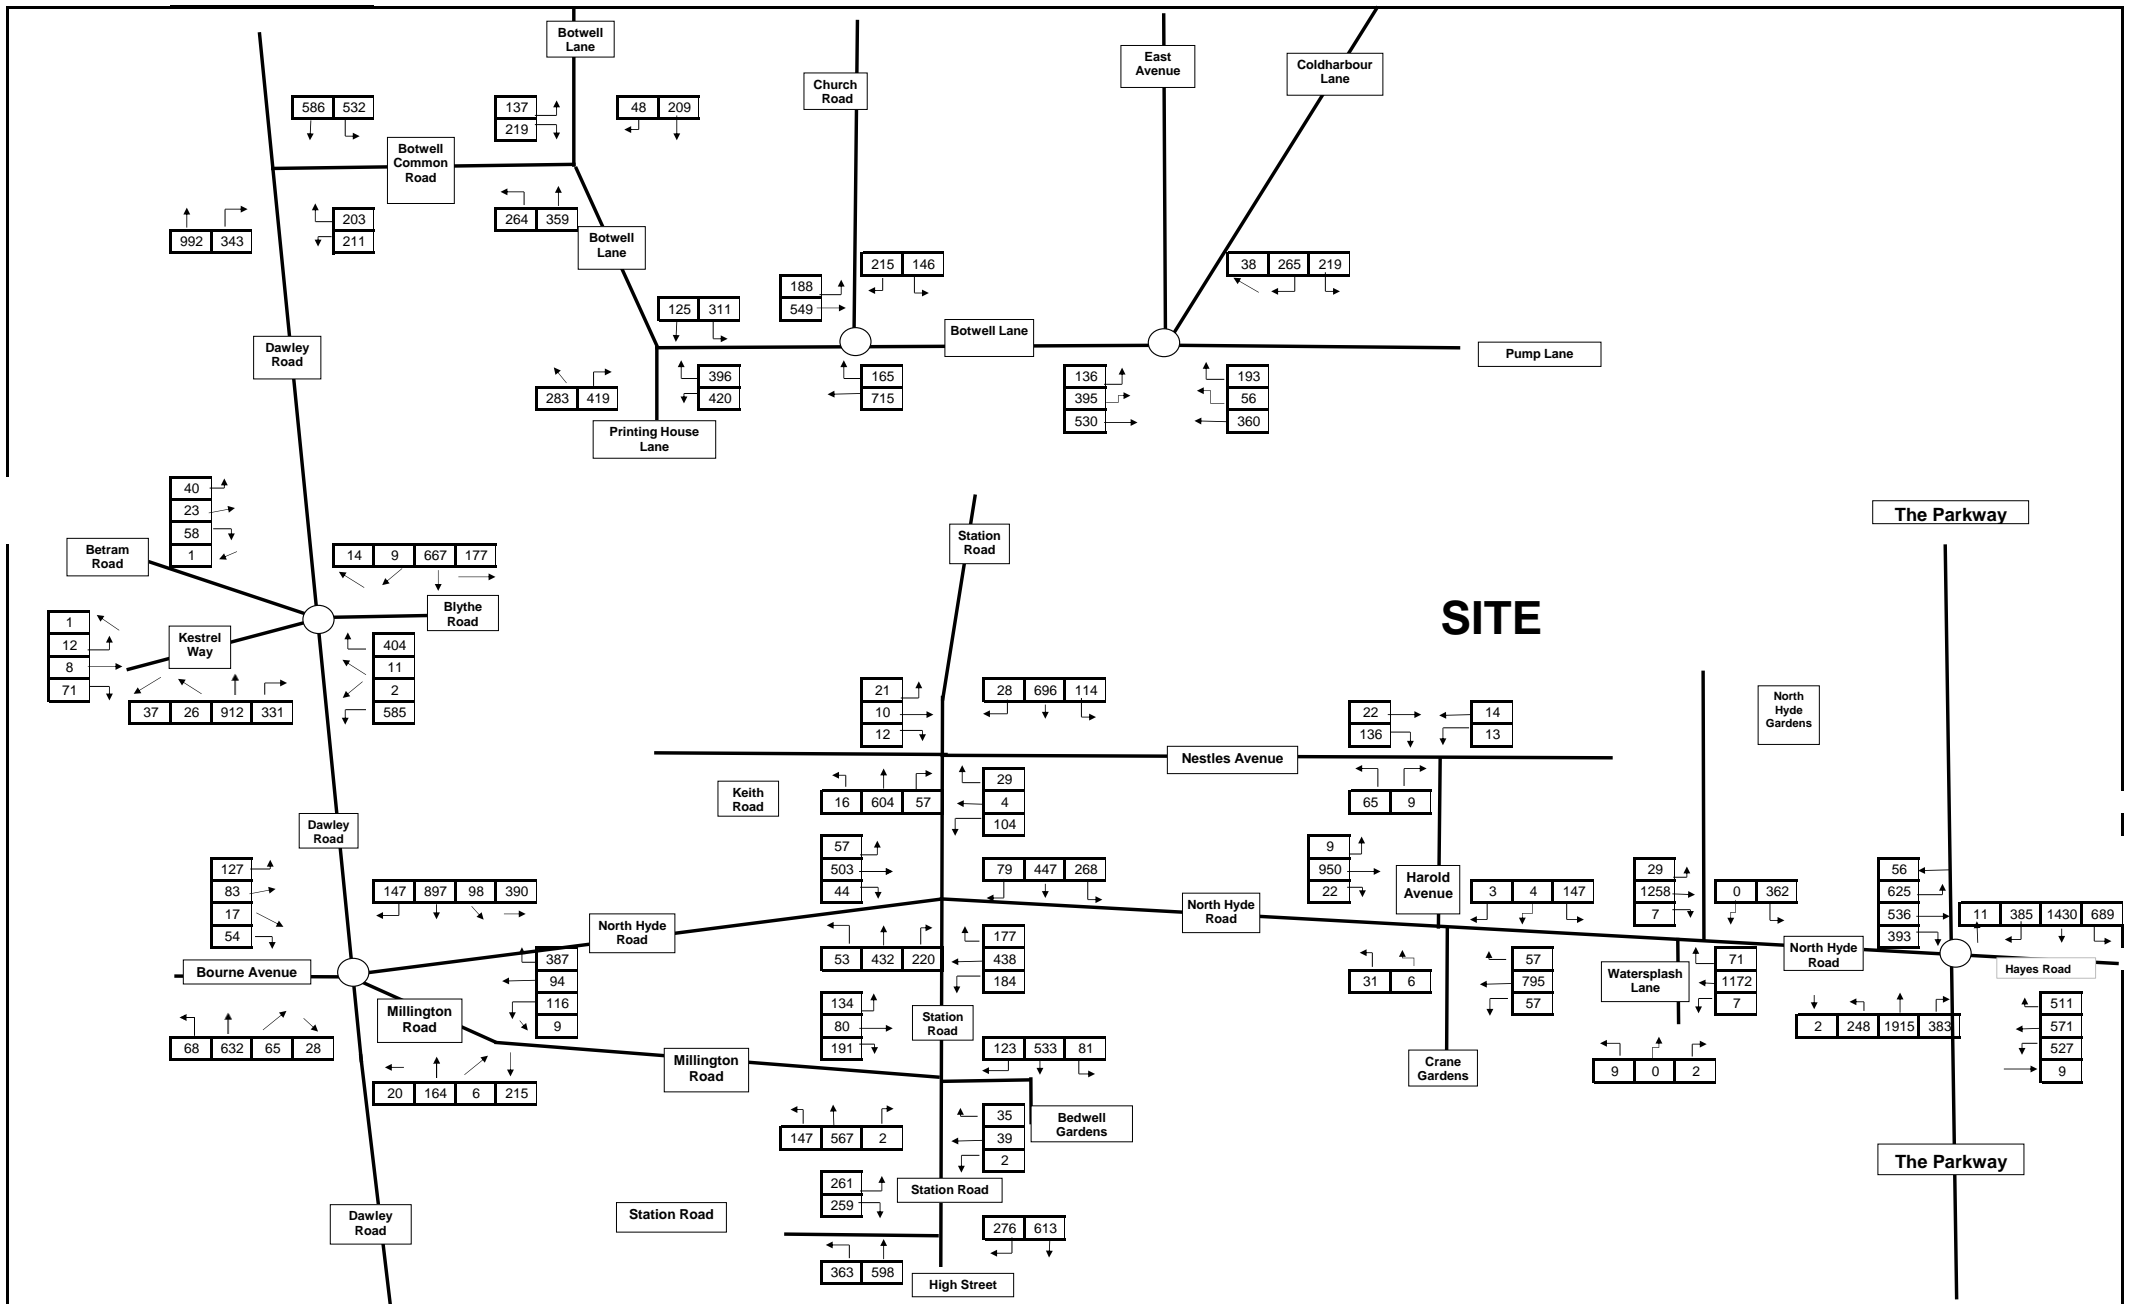 Botwell
Lane
East
Avenue
Coldharbour
Lane
Church
Road
586 532
137
219
48 209
Botwell
Common
Road
992 343
203
211
264 359
Botwell
Lane
215 146
38 265 219
188
549
125 311
Botwell Lane
Dawley
Road
Pump Lane
283 419
396
420
165
715
136
395
530
193
56
360
Printing House
Lane
40
23
58
1
Betram
Road
14 9 667 177
Station
Road
The Parkway
Blythe
Road
SITE
1
12
8
71
Kestrel
Way
404
11
2
585
37 26 912 331
21
10
12
28 696 114
22
136
14
13
North
Hyde
Gardens
Nestles Avenue
Keith
Road
16 604 57
29
4
104
65 9
Dawley
Road
127
83
17
54
147 897 98 390
57
503
44
79 447 268
9
950
22
Harold
Avenue
3 4 147
29
1258
7
0 362
56
625
536
393
11 385 1430 689
North Hyde
Road
North Hyde
Road
North Hyde
Road
Hayes Road
Bourne Avenue
387
94
116
9
53 432 220
177
438
184
31 6
57
795
57
Watersplash
Lane
71
1172
7
2 248 1915 383
511
571
527
9
Millington
Road
68 632 65 28
134
80
191
Station
Road
123 533 81
Crane
Gardens
9 0 2
20 164 6 215
Millington
Road
147 567 2
35
39
2
Bedwell
Gardens
The Parkway
261
259
Station Road
Dawley
Road
Station Road
276 613
363 598
High Street